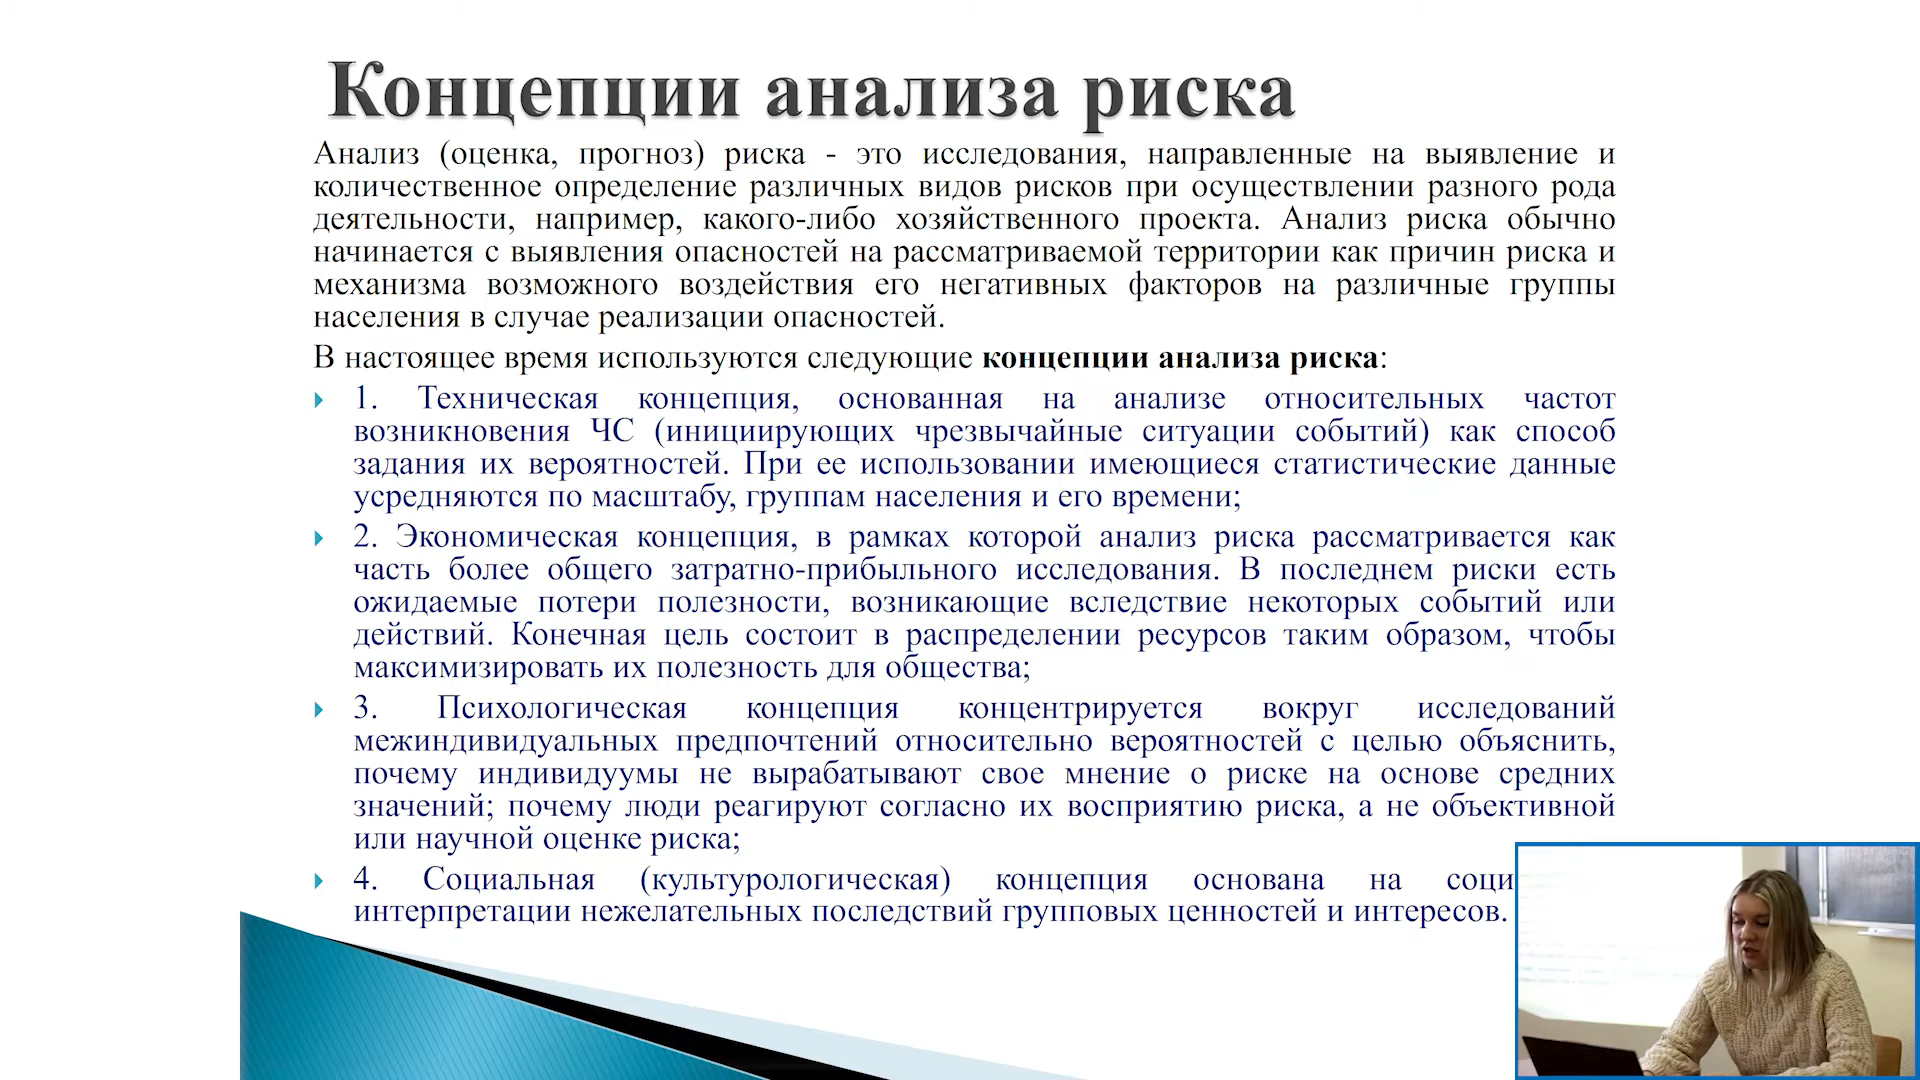 Концепции анализа риска
Анализ (оценка, прогноз) риска - это исследования, направленные на выявление и
количественное определение различных видов рисков при осуществлении разного рода
деятельности, например, какого-либо хозяйственного проекта. Анализ риска обычно
начинается с выявления опасностей на рассматриваемой территории как причин риска и
механизма возможного воздействия его негативных факторов на различные группы
населения в случае реализации опасностей.
В настоящее время используются следующие концепции анализа риска:
1. Техническая концепция, основанная на анализе относительных частот
возникновения ЧС (инициирующих чрезвычайные ситуации событий) как способ
задания их вероятностей. При ее использовании имеющиеся статистические данные
усредняются по масштабу, группам населения и его времени;
2. Экономическая концепция, в рамках которой анализ риска рассматривается как
часть более общего затратно-прибыльного исследования. В последнем риски есть
ожидаемые потери полезности, возникающие вследствие некоторых событий или
действий. Конечная цель состоит в распределении ресурсов таким образом, чтобы
максимизировать их полезность для общества;
3. Психологическая концепция концентрируется вокруг исследований
межиндивидуальных предпочтений относительно вероятностей с целью объяснить,
почему индивидуумы не вырабатывают свое мнение о риске на основе средних
значений; почему люди реагируют согласно их восприятию риска, а не объективной
или научной оценке риска;
4. Социальная (культурологическая) концепция основана на соци
интерпретации нежелательных последствий групповых ценностей и интересов.